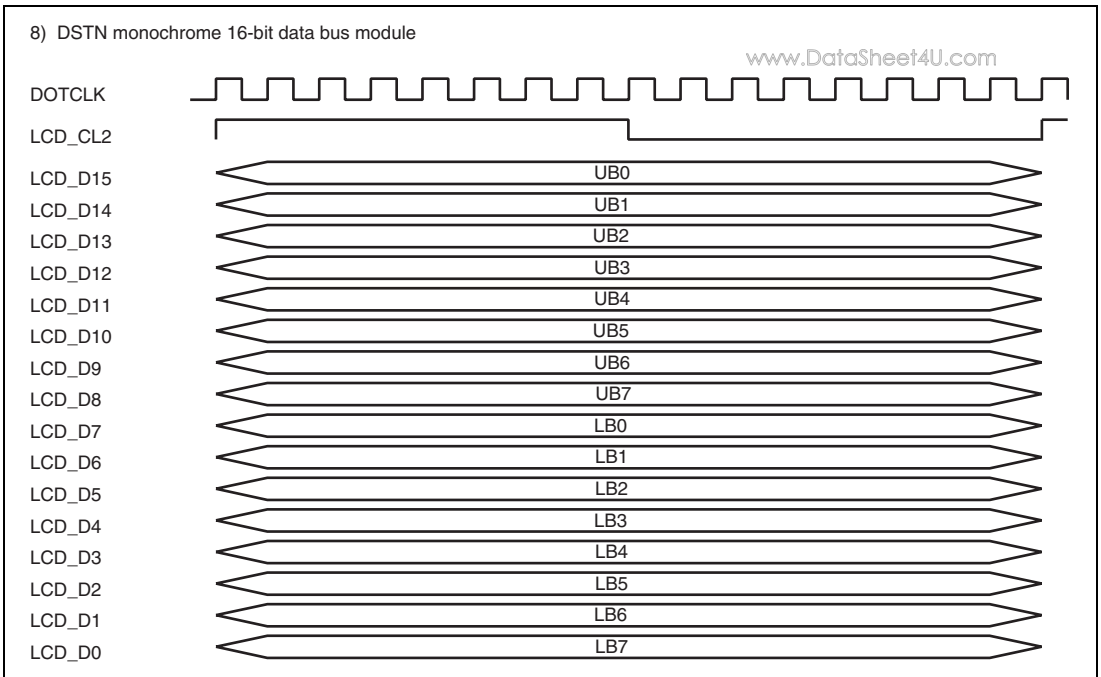 8) DSTN monochrome 16-bit data bus module
www.DataSheet4U.com
DOTCLK
LCD_CL2
LCD_D15 UB0
LCD_D14 UB1
LCD_D13 UB2
LCD_D12 UB3
LCD_D11 UB4
LCD_D10 UB5
LCD_D9 UB6
LCD_D8 UB7
LCD_D7 LB0
LCD_D6 LB1
LCD_D5 LB2
LCD_D4 LB3
LCD_D3 LB4
LCD_D2 LB5
LCD_D1 LB6
LCD_D0 LB7